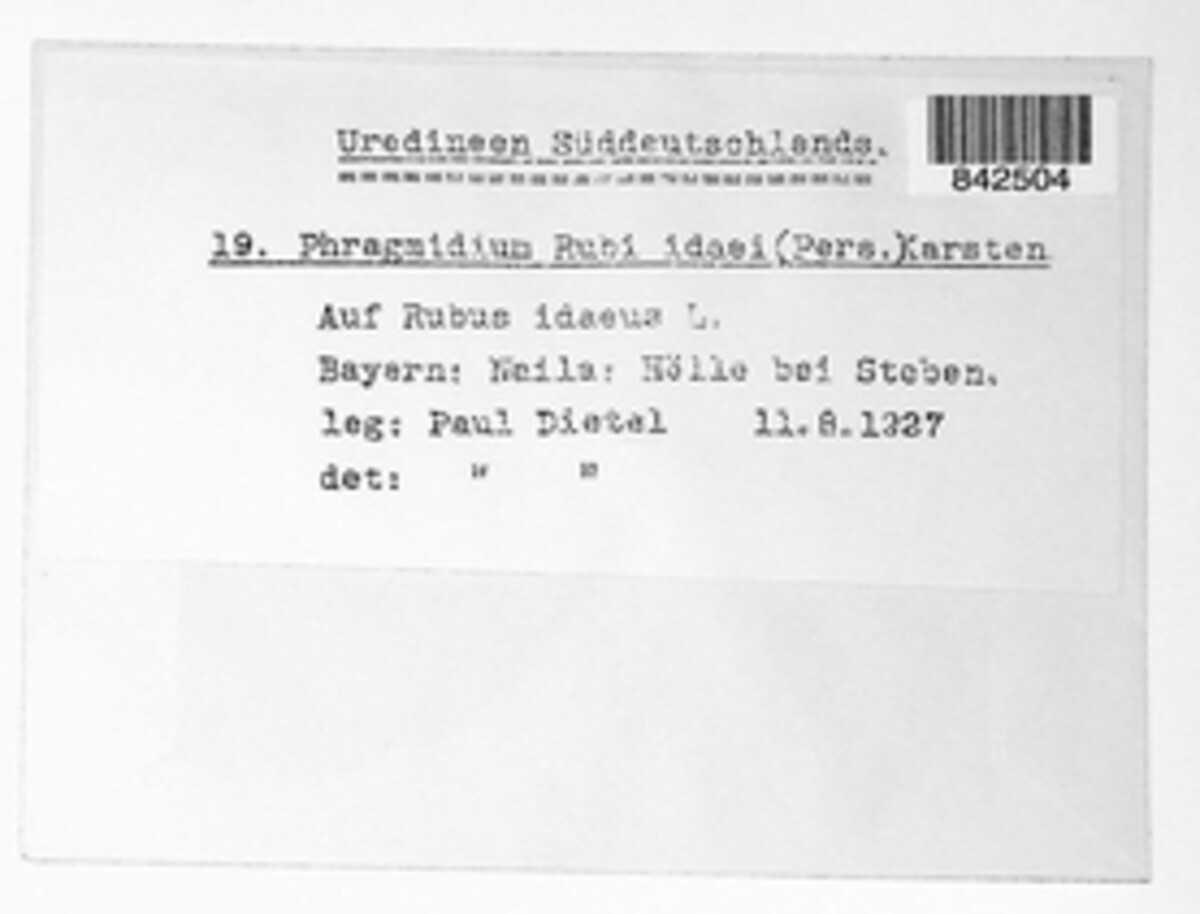 Uredineen Süddeutschlands.
842504
19. Phragmidium Rubi idaei(Pers.)Karsten
Auf Rubus idaeus L.
Bayern: Naila: Hölle bei Steben.
leg: Paul Dietel 11.8.1927
det: " "